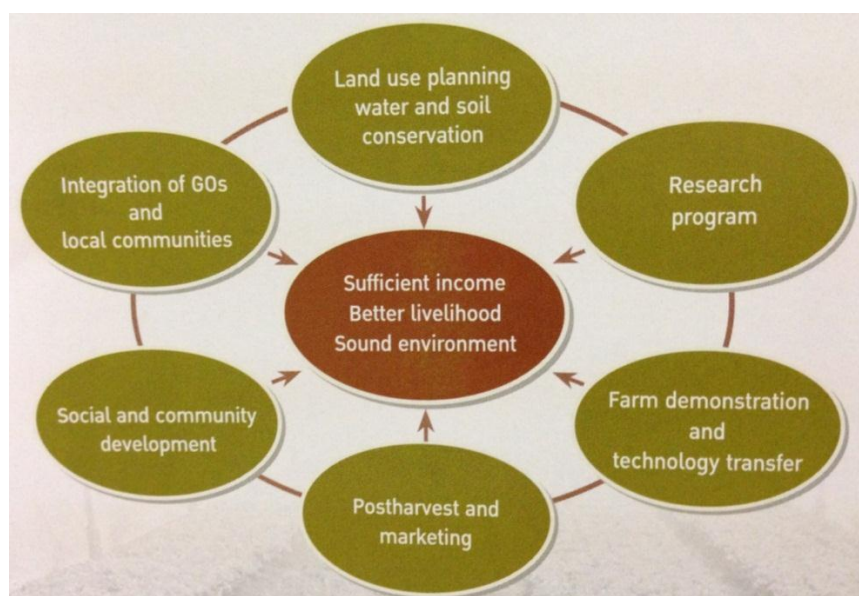 Land use planning
water and soil
conservation
Research
program
Farm demonstration
and
technology transfer
Postharvest and
marketing
Social and community
development
Integration of GOs
and
local communities
Sufficient income
Better livelihood
Sound environment